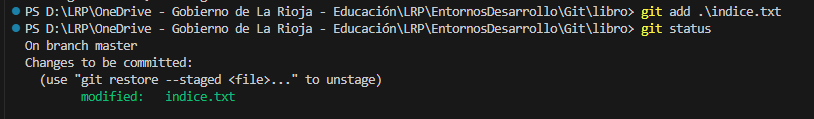 PS D:\LRP\OneDrive - Gobierno de La Rioja - Educación\LRP\EntornosDesarrollo\Git\libro> git add .\indice.txt
PS D:\LRP\OneDrive - Gobierno de La Rioja - Educación\LRP\EntornosDesarrollo\Git\libro> git status
On branch master
Changes to be committed:
  (use "git restore --staged <file>..." to unstage)
        modified:   indice.txt